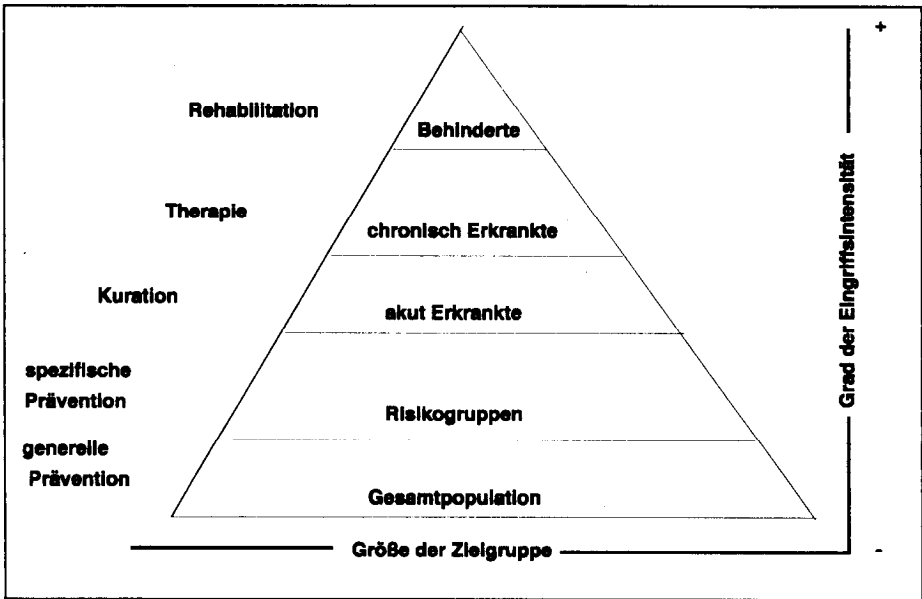 +
Rehabilitation
Behinderte
Therapie
chronisch Erkrankte
Kuration
akut Erkrankte
spezifische
Prävention
Risikogruppen
generelle
Prävention
Gesamtpopulation
Größe der Zielgruppe
-
Grad der Eingriffsintensität